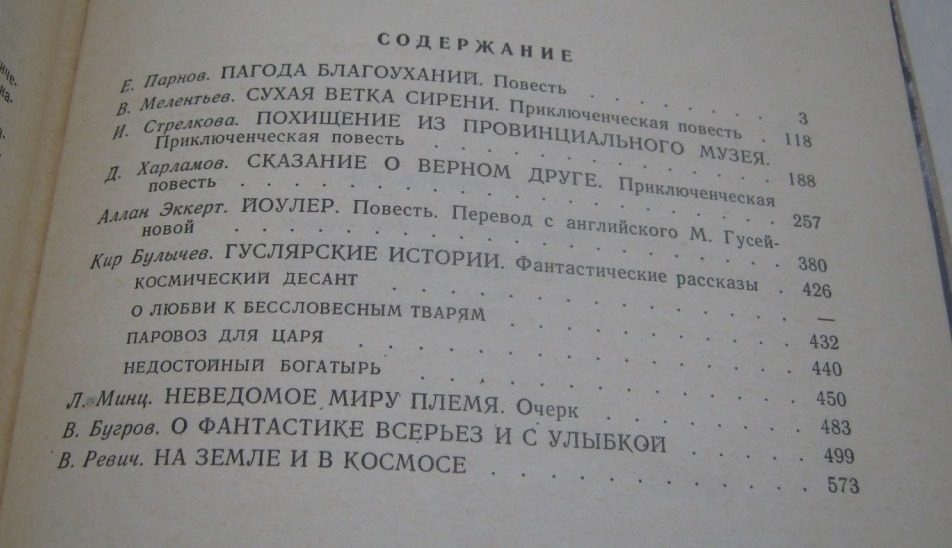 СОДЕРЖАНИЕ
Е. Парнов. ПАГОДА БЛАГОУХАНИЙ. Повесть . . . . . . 3
В. Мелентьев. СУХАЯ ВЕТКА СИРЕНИ. Приключенческая повесть . 118
И. Стрелкова. ПОХИЩЕНИЕ ИЗ ПРОВИНЦИАЛЬНОГО МУЗЕЯ.
Приключенческая повесть . . . . . . . . . . . 188
Д. Харламов. СКАЗАНИЕ О ВЕРНОМ ДРУГЕ. Приключенческая
повесть . . . . . . . . . . . . . . . . 257
Аллан Эккерт. ЙОУЛЕР. Повесть. Перевод с английского М. Гусей-
новой . . . . . . . . . . . . . . . . 380
Кир Булычев. ГУСЛЯРСКИЕ ИСТОРИИ. Фантастические рассказы . 426
КОСМИЧЕСКИЙ ДЕСАНТ . . . . . . . . . . . . —
О ЛЮБВИ К БЕССЛОВЕСНЫМ ТВАРЯМ . . . . . . . . 432
ПАРОВОЗ ДЛЯ ЦАРЯ . . . . . . . . . . . . 440
НЕДОСТОЙНЫЙ БОГАТЫРЬ . . . . . . . . . . . 450
Л. Минц. НЕВЕДОМОЕ МИРУ ПЛЕМЯ. Очерк . . . . . . . 483
В. Бугров. О ФАНТАСТИКЕ ВСЕРЬЕЗ И С УЛЫБКОЙ . . . . . 499
В. Ревич. НА ЗЕМЛЕ И В КОСМОСЕ . . . . . . . . . 573